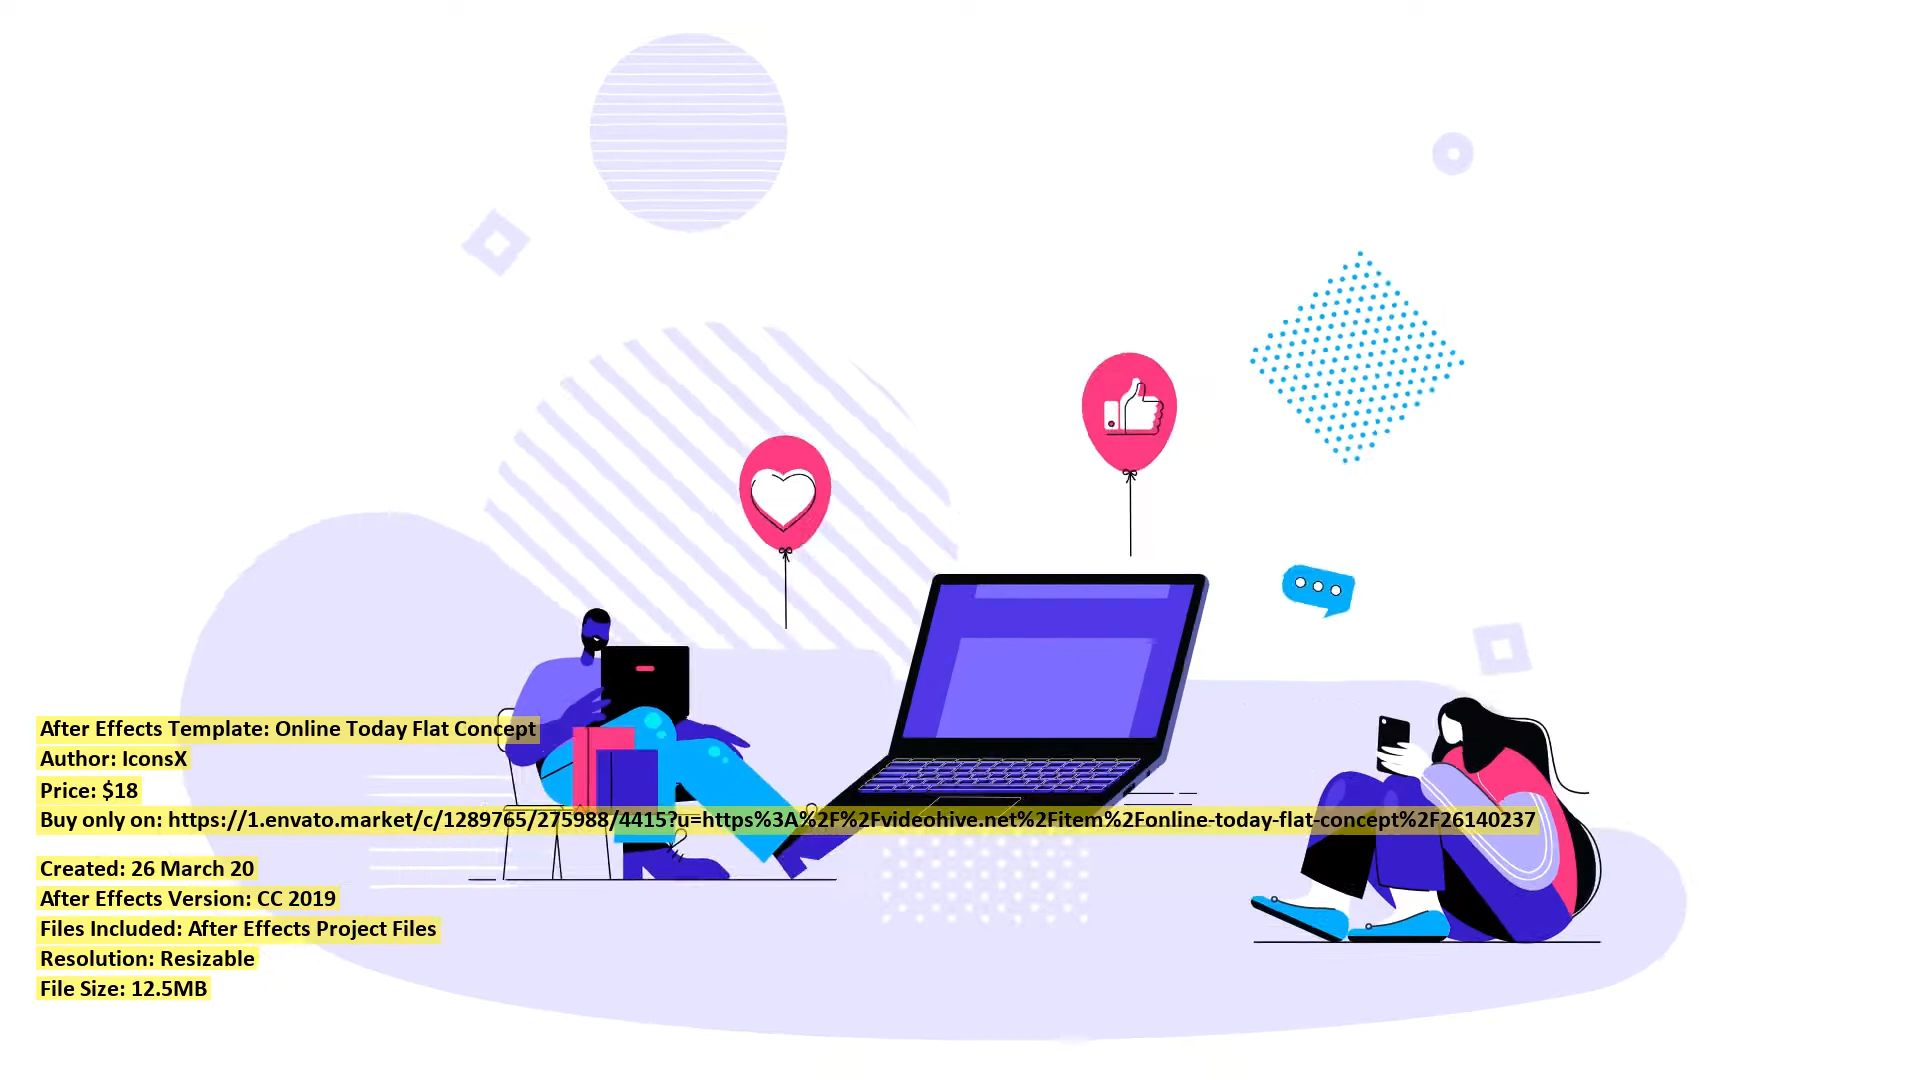 After Effects Template: Online Today Flat Concept
Author: IconsX
Price: $18
Buy only on: https://1.envato.market/c/1289765/275988/4415?u=https%3A%2F%2Fvideohive.net%2Fitem%2Fonline-today-flat-concept%2F26140237
Created: 26 March 20
After Effects Version: CC 2019
Files Included: After Effects Project Files
Resolution: Resizable
File Size: 12.5MB